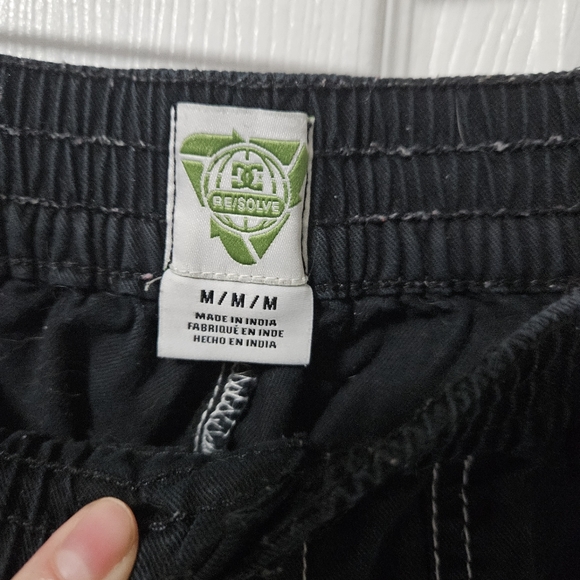 DC
RE/SOLVE
M/M/M
MADE IN INDIA
FABRIQUÉ EN INDE
HECHO EN INDIA